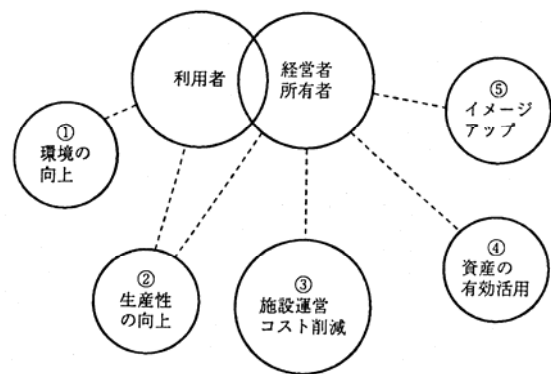 利用者
経営者
所有者
①
環境の
向上
②
生産性
の向上
③
施設運営
コスト削減
④
資産の
有効活用
⑤
イメージ
アップ